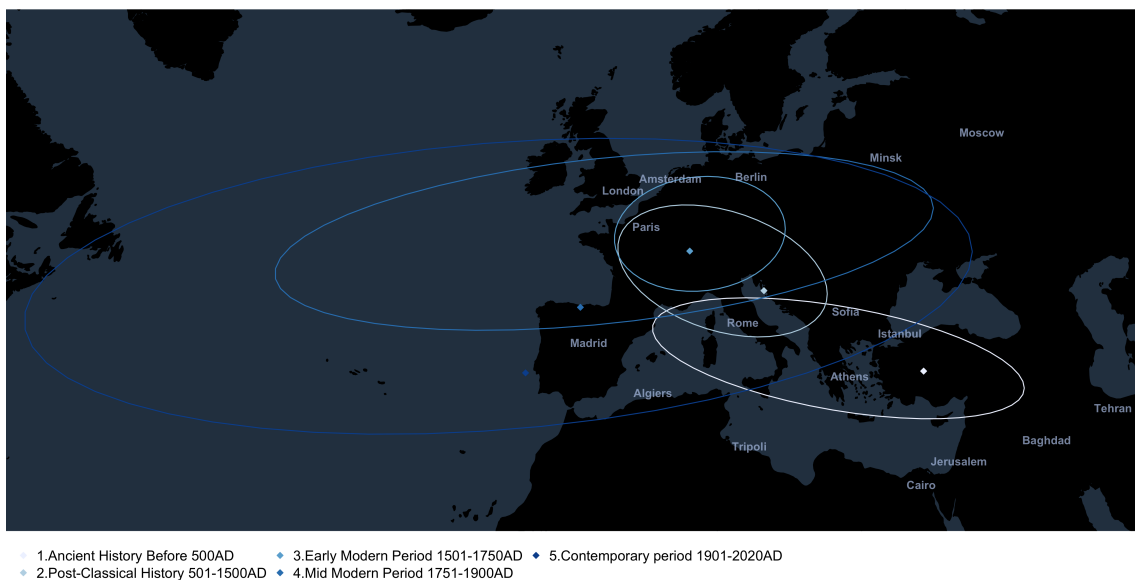 Moscow
Minsk
Berlin
Amsterdam
London
Paris
Sofia
Rome
Istanbul
Madrid
Athens
Algiers
Tehran
Baghdad
Tripoli
Jerusalem
Cairo
1.Ancient History Before 500AD
3.Early Modern Period 1501-1750AD
5.Contemporary period 1901-2020AD
2.Post-Classical History 501-1500AD
4.Mid Modern Period 1751-1900AD